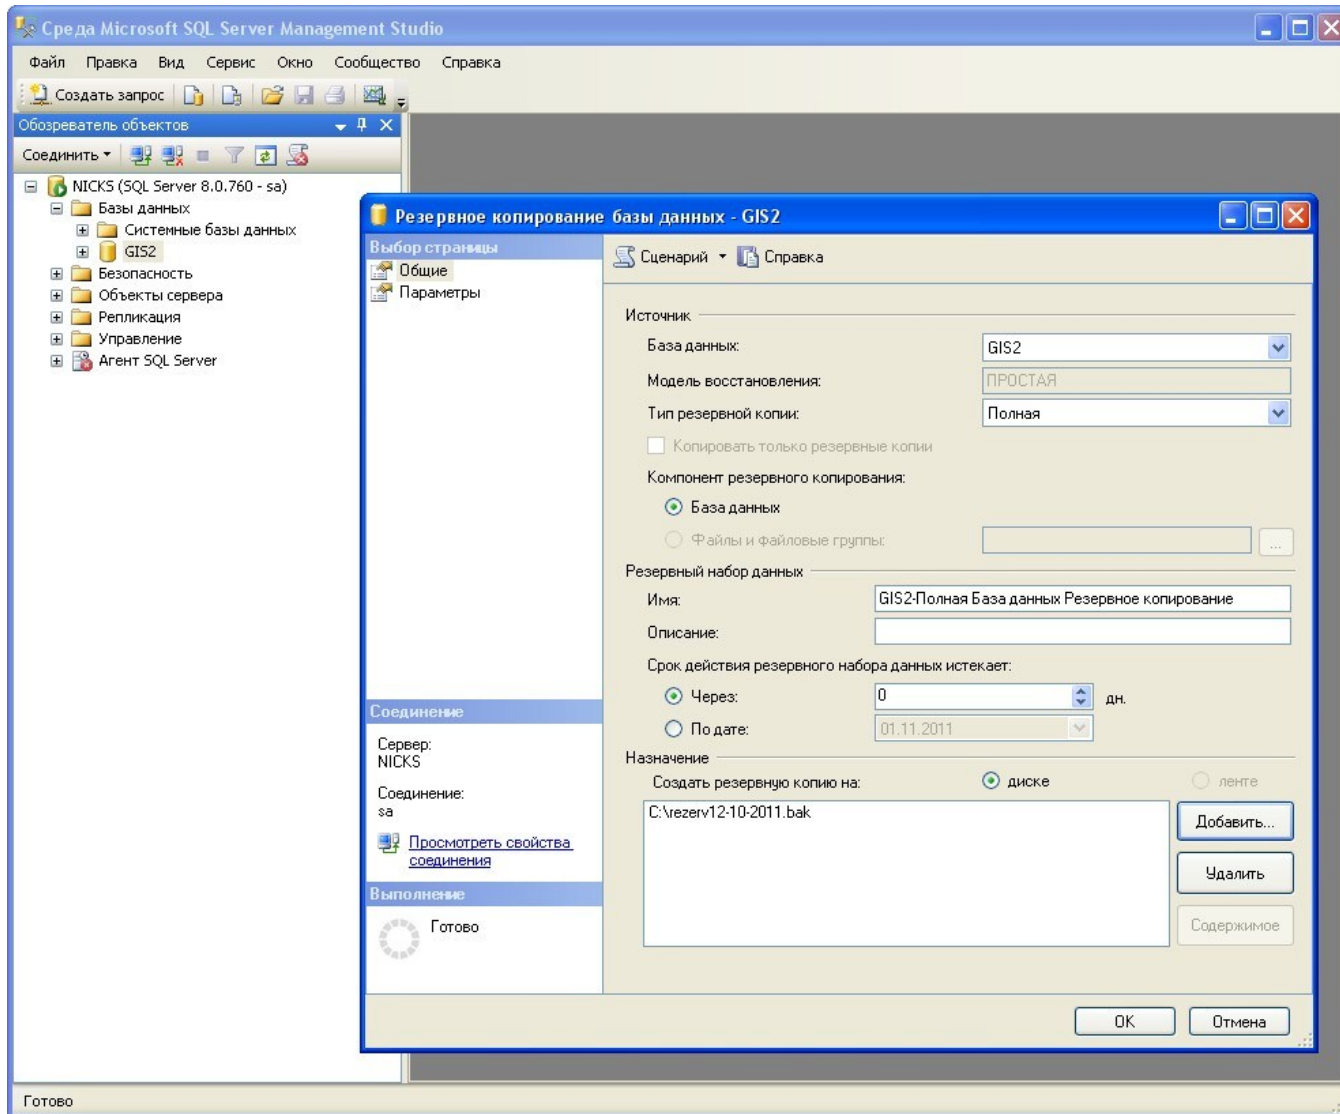 Среда Microsoft SQL Server Management Studio
Файл Правка Вид Сервис Окно Сообщество Справка
Создать запрос
Обозреватель объектов
Соединить
NICKS (SQL Server 8.0.760 - sa)
Базы данных
Системные базы данных
GIS2
Безопасность
Объекты сервера
Репликация
Управление
Агент SQL Server
Резервное копирование базы данных - GIS2
Выбор страницы
Общие
Параметры
Сценарий Справка
Источник
База данных: GIS2
Модель восстановления: ПРОСТАЯ
Тип резервной копии: Полная
Копировать только резервные копии
Компонент резервного копирования:
База данных
Файлы и файловые группы: ...
Резервный набор данных
Имя: GIS2-Полная База данных Резервное копирование
Описание:
Срок действия резервного набора данных истекает:
Через: 0 дн.
По дате: 01.11.2011
Назначение
Создать резервную копию на: диске ленте
C:\rezerv12-10-2011.bak
Добавить...
Удалить
Содержимое
Соединение
Сервер:
NICKS
Соединение:
sa
Просмотреть свойства
соединения
Выполнение
Готово
OK Отмена
Готово